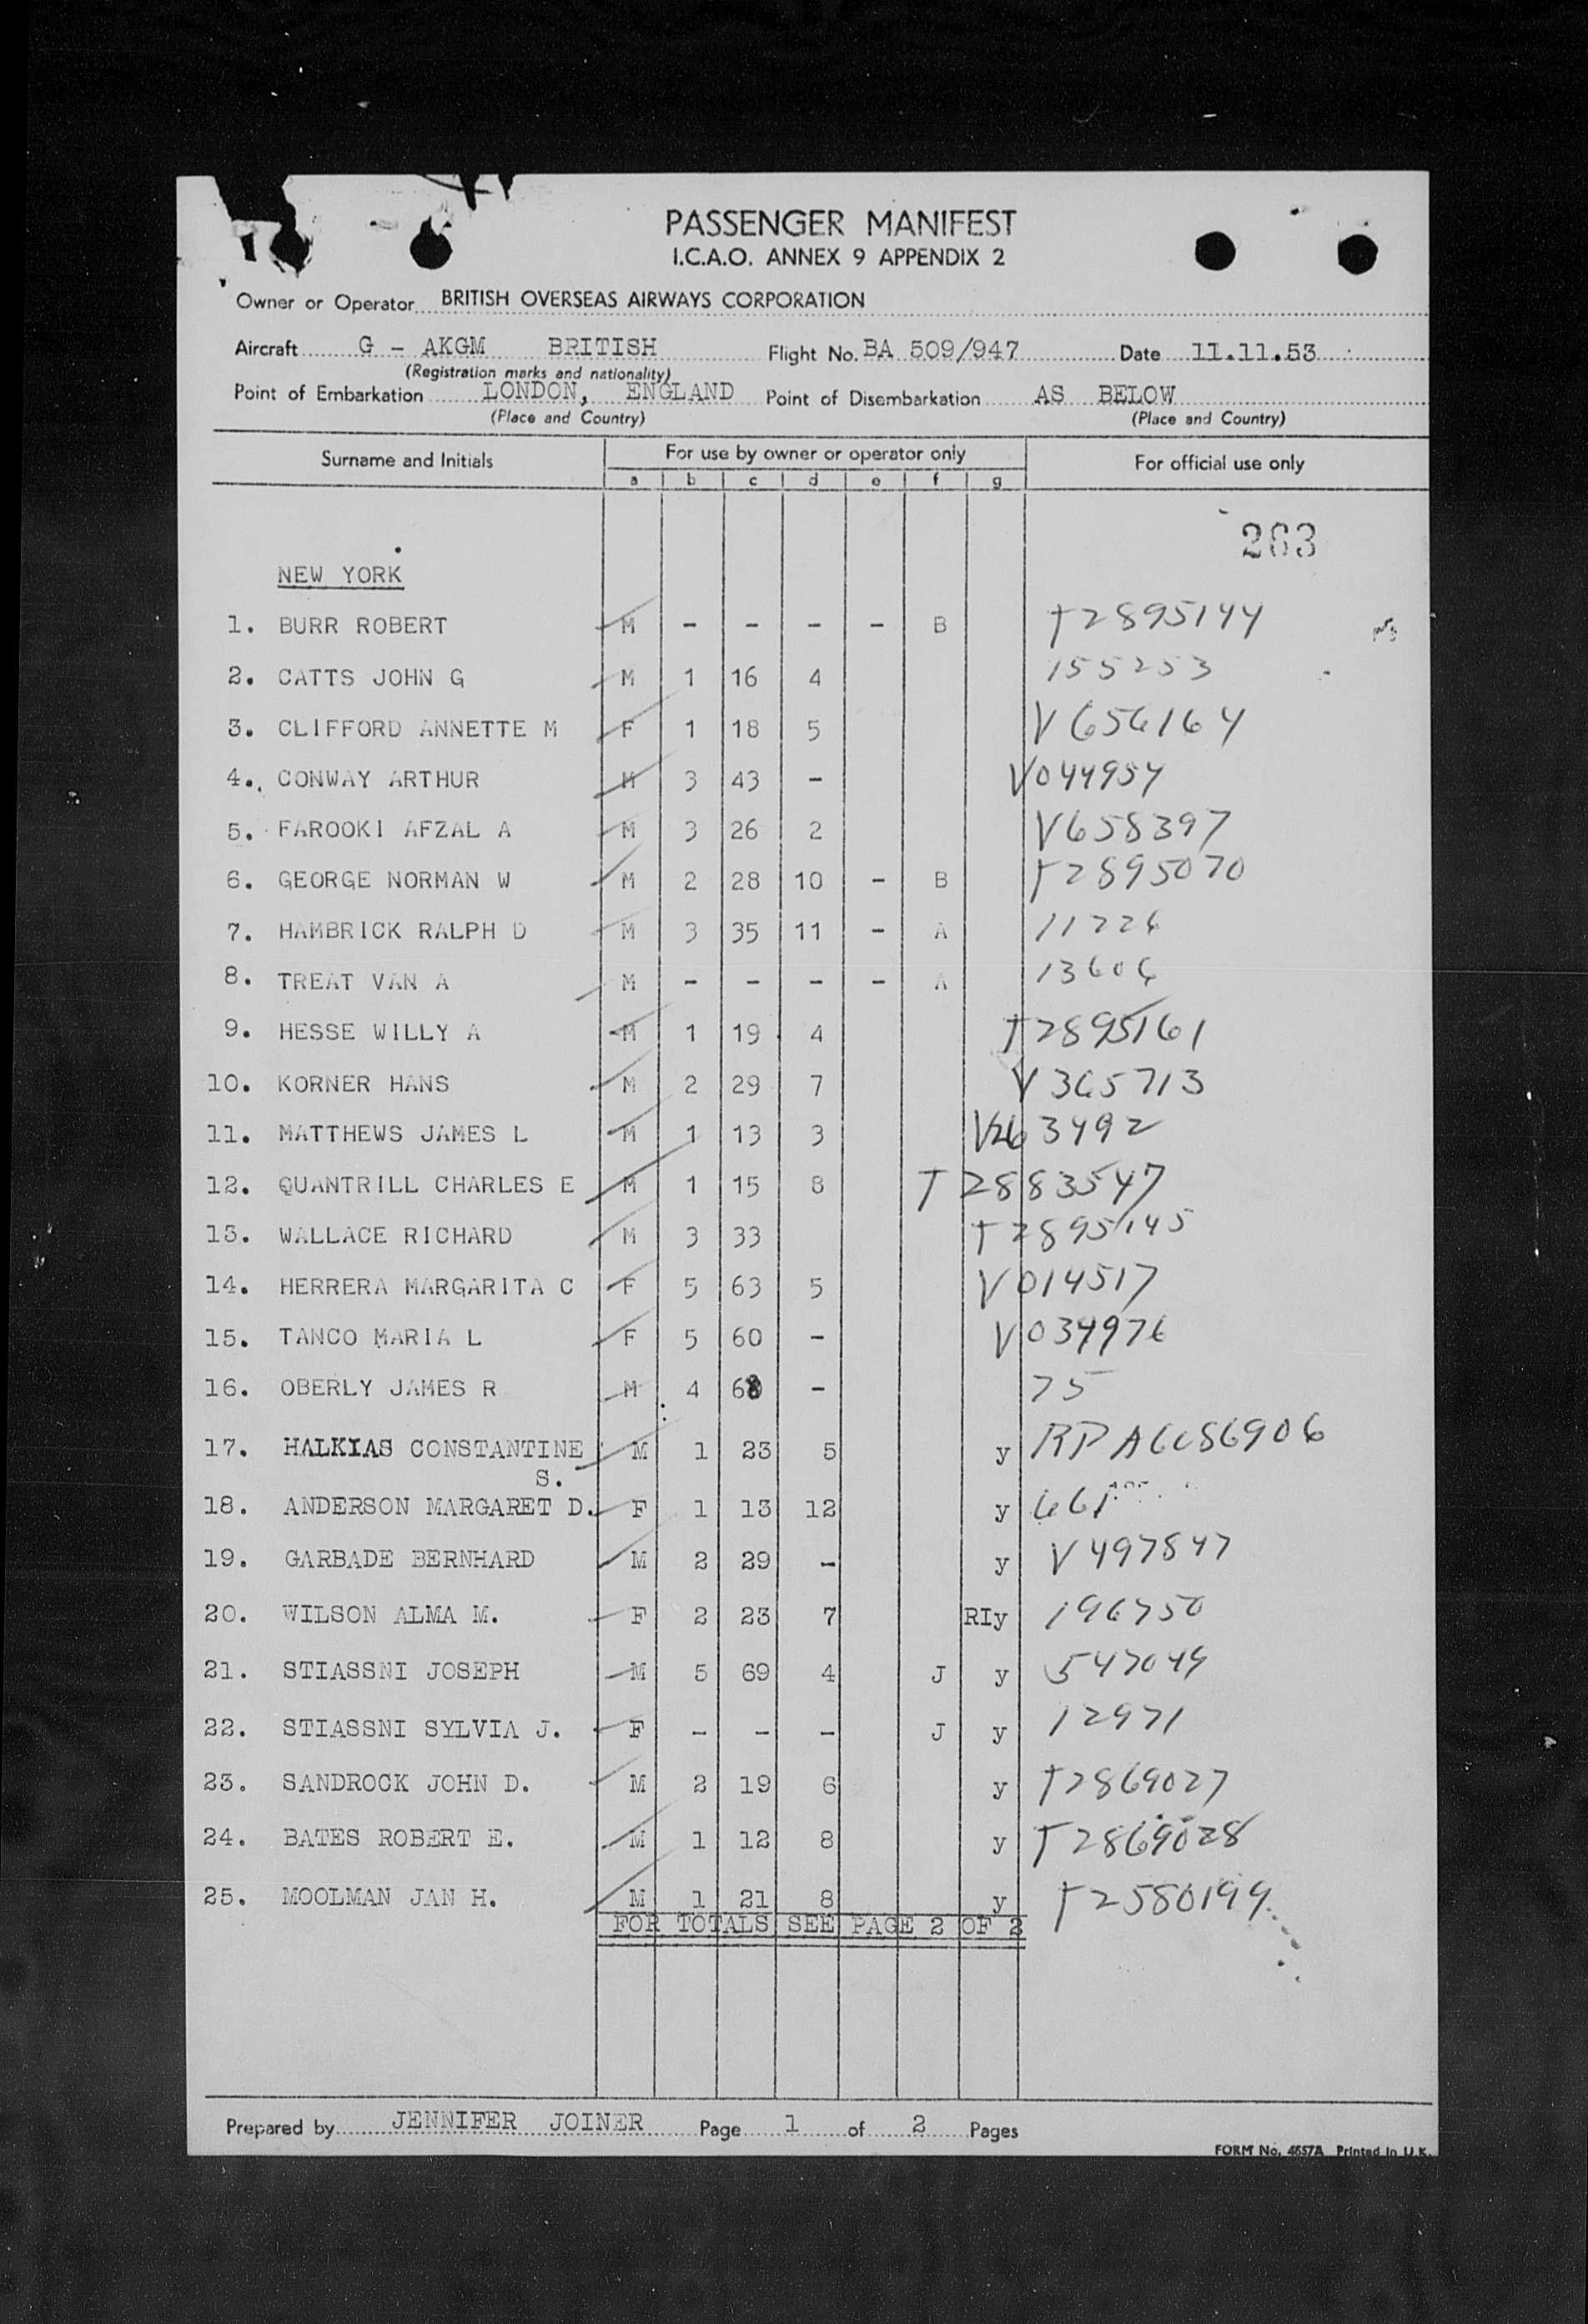 PASSENGER MANIFEST
I.C.A.O. ANNEX 9 APPENDIX 2
Owner or Operator BRITISH OVERSEAS AIRWAYS CORPORATION
Aircraft G - AKGM BRITISH Flight No. BA 509/947 Date 11.11.53
(Registration marks and nationality)
Point of Embarkation LONDON, ENGLAND Point of Disembarkation AS BELOW
(Place and Country) (Place and Country)
Surname and Initials For use by owner or operator only For official use only
a b c d e f g
263
NEW YORK
1. BURR ROBERT M - - - - B T2895144
2. CATTS JOHN G M 1 16 4 155253
3. CLIFFORD ANNETTE M F 1 18 5 V656164
4. CONWAY ARTHUR M 3 43 - V044954
5. FAROOKI AFZAL A M 3 26 2 V658397
6. GEORGE NORMAN W M 2 28 10 - B T2895070
7. HAMBRICK RALPH D M 3 35 11 - A 11226
8. TREAT VAN A M - - - - A 13606
9. HESSE WILLY A M 1 19 4 T2895161
10. KORNER HANS M 2 29 7 V365713
11. MATTHEWS JAMES L M 1 13 3 V263492
12. QUANTRILL CHARLES E M 1 15 8 T2883547
13. WALLACE RICHARD M 3 33 T2895145
14. HERRERA MARGARITA C F 5 63 5 V014517
15. TANCO MARIA L F 5 60 - V034976
16. OBERLY JAMES R M 4 68 - 75
17. HALKIAS CONSTANTINE M 1 23 5 y
S.
18. ANDERSON MARGARET D. F 1 13 12 y
19. GARBADE BERNHARD M 2 29 - y V497847
20. WILSON ALMA M. F 2 23 7 RIy 196750
21. STIASSNI JOSEPH M 5 69 4 J y 547049
22. STIASSNI SYLVIA J. F - - - J y 12971
23. SANDROCK JOHN D. M 2 19 6 y T2869027
24. BATES ROBERT E. M 1 12 8 y T2869028
25. MOOLMAN JAN H. M 1 21 8 y T2580199
FOR TOTALS SEE PAGE 2 OF 2
Prepared by JENNIFER JOINER Page 1 of 2 Pages
FORM No. 4657A Printed in U.K.